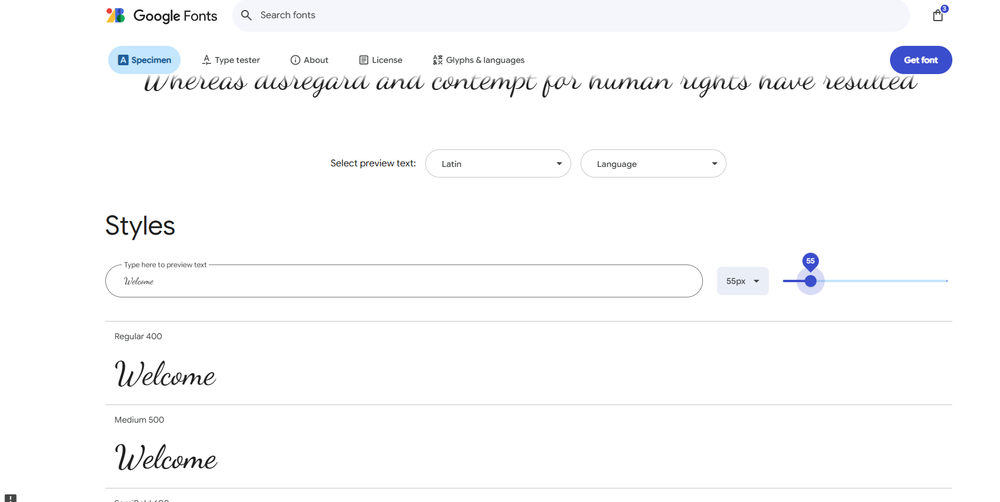 Google Fonts
Search fonts
3
Specimen
Type tester
About
License
Glyphs & languages
Get font
Whereas disregard and contempt for human rights have resulted
Select preview text:
Latin
Language
Styles
Type here to preview text
Welcome
55px
55
Regular 400
Welcome
Medium 500
Welcome
SemiBold 600